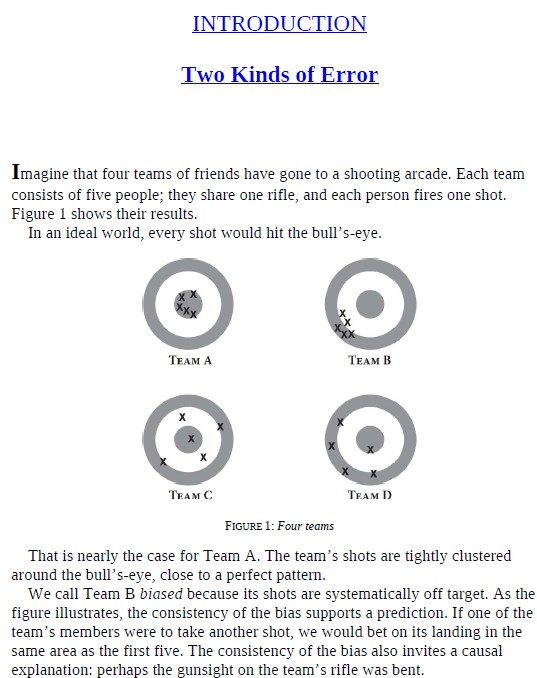 INTRODUCTION
Two Kinds of Error
Imagine that four teams of friends have gone to a shooting arcade. Each team
consists of five people; they share one rifle, and each person fires one shot.
Figure 1 shows their results.
In an ideal world, every shot would hit the bull’s-eye.
TEAM A
TEAM B
TEAM C
TEAM D
FIGURE 1: Four teams
That is nearly the case for Team A. The team’s shots are tightly clustered
around the bull’s-eye, close to a perfect pattern.
We call Team B biased because its shots are systematically off target. As the
figure illustrates, the consistency of the bias supports a prediction. If one of the
team’s members were to take another shot, we would bet on its landing in the
same area as the first five. The consistency of the bias also invites a causal
explanation: perhaps the gunsight on the team’s rifle was bent.